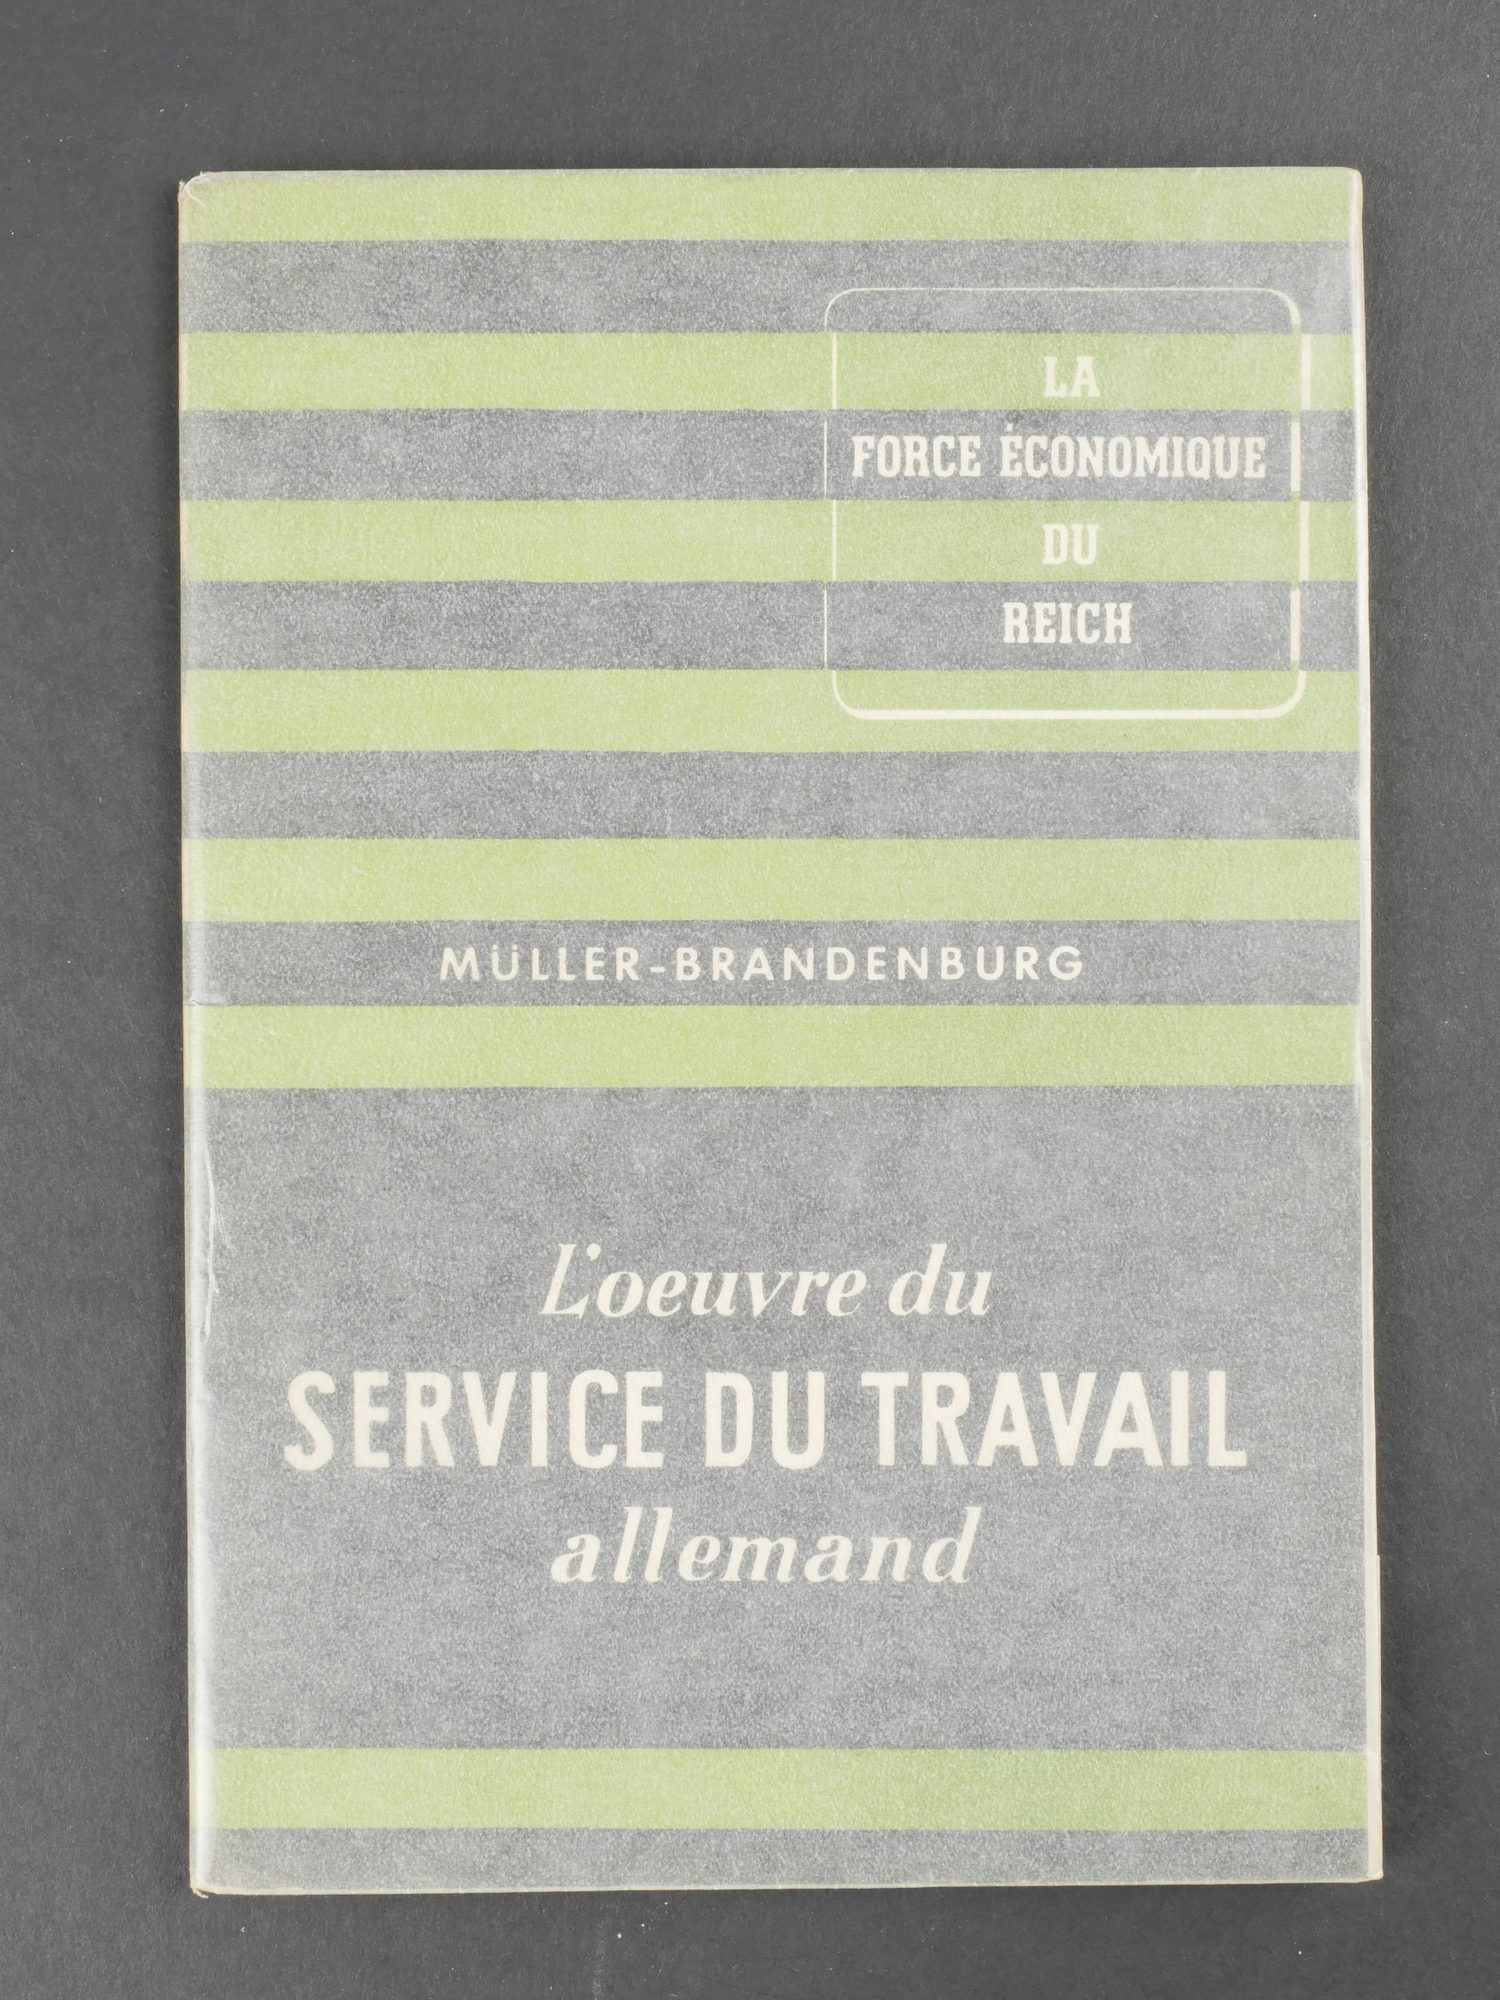 LA
FORCE ÉCONOMIQUE
DU
REICH
MÜLLER-BRANDENBURG
L'oeuvre du
SERVICE DU TRAVAIL
allemand